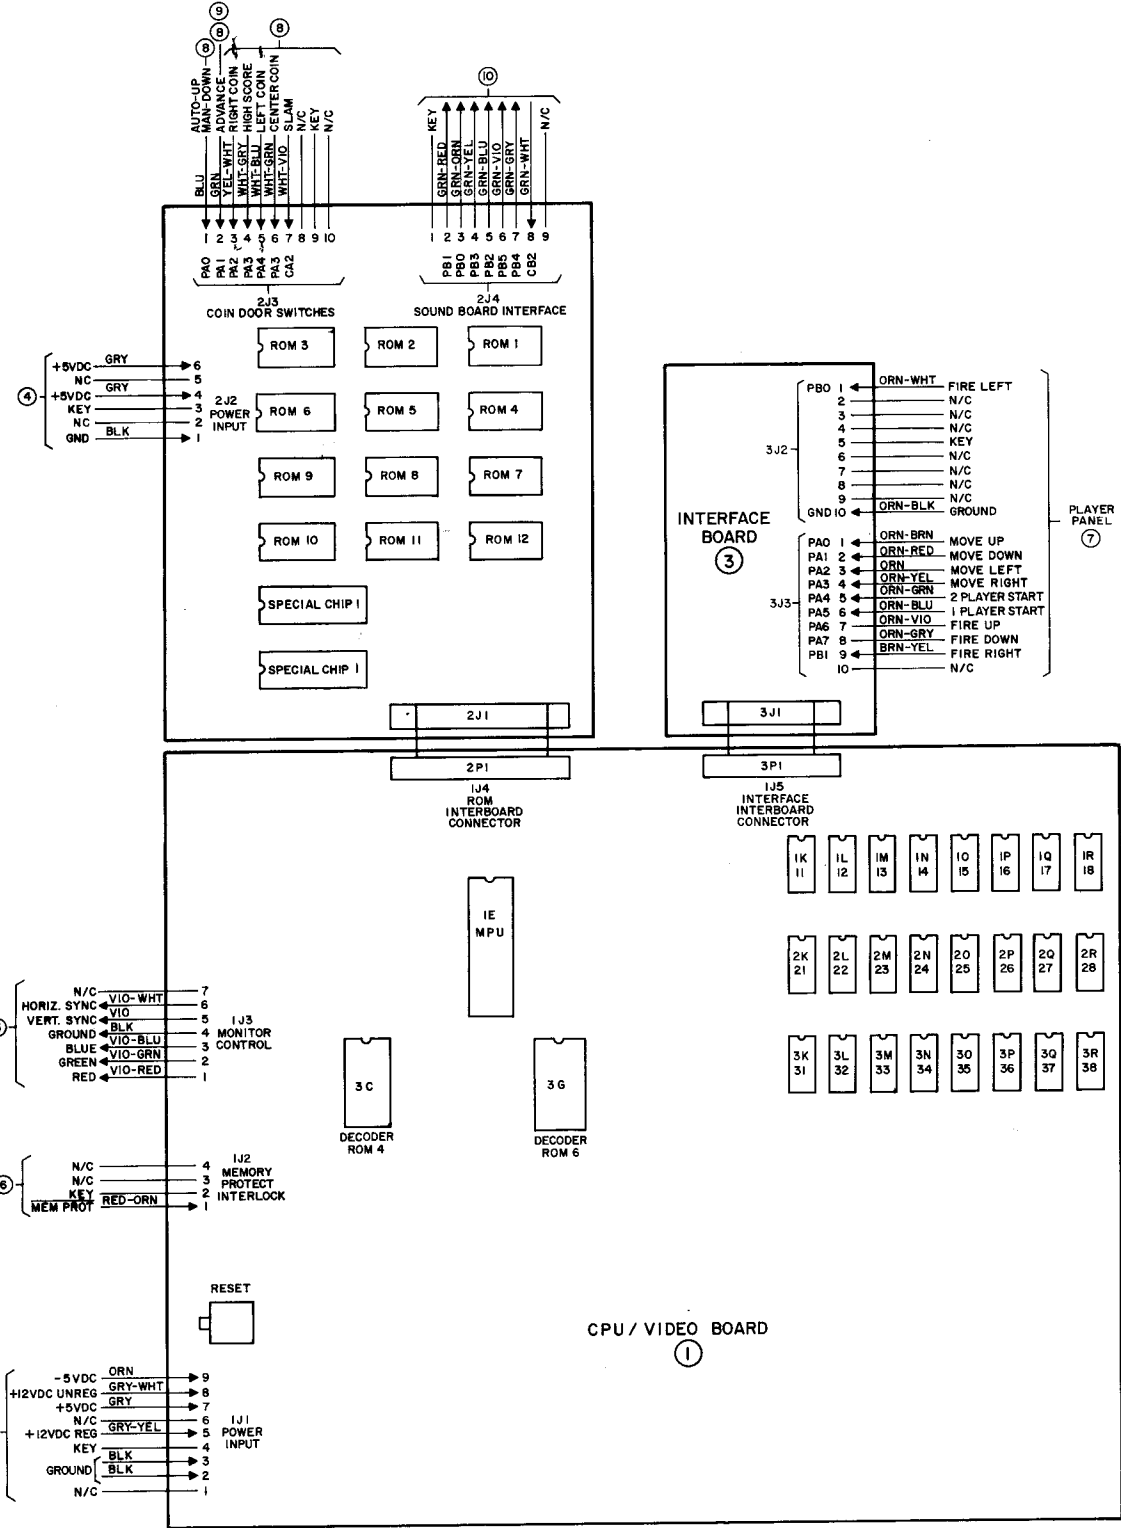 9
8
8
8
AUTO-UP
MAN-DOWN
ADVANCE
RIGHT COIN
HIGH SCORE
LEFT COIN
CENTER COIN
SLAM
N/C
KEY
N/C
BLU
GRN
YEL-WHT
WHT-GRY
WHT-BLU
WHT-GRN
WHT-VIO
1 2 3 4 5 6 7 8 9 10
PA0
PA1
PA2
PA3
PA4
PA3
CA2
2J3
COIN DOOR SWITCHES
10
KEY
GRN-RED
GRN-ORN
GRN-YEL
GRN-BLU
GRN-VIO
GRN-GRY
GRN-WHT
N/C
1 2 3 4 5 6 7 8 9
PB1
PB0
PB3
PB2
PB5
PB4
CB2
2J4
SOUND BOARD INTERFACE
ROM 3 ROM 2 ROM 1
ROM 6 ROM 5 ROM 4
ROM 9 ROM 8 ROM 7
ROM 10 ROM 11 ROM 12
SPECIAL CHIP 1
SPECIAL CHIP 1
4
+5VDC GRY 6
NC 5
+5VDC GRY 4
KEY 3
NC 2
GND BLK 1
2J2
POWER
INPUT
2J1
INTERFACE
BOARD
3
3J2
PB0 1 ORN-WHT FIRE LEFT
2 N/C
3 N/C
4 N/C
5 KEY
6 N/C
7 N/C
8 N/C
9 N/C
GND 10 ORN-BLK GROUND
3J3
PA0 1 ORN-BRN MOVE UP
PA1 2 ORN-RED MOVE DOWN
PA2 3 ORN MOVE LEFT
PA3 4 ORN-YEL MOVE RIGHT
PA4 5 ORN-GRN 2 PLAYER START
PA5 6 ORN-BLU 1 PLAYER START
PA6 7 ORN-VIO FIRE UP
PA7 8 ORN-GRY FIRE DOWN
PB1 9 BRN-YEL FIRE RIGHT
10 N/C
PLAYER
PANEL
7
3J1
2P1
1J4
ROM
INTERBOARD
CONNECTOR
3P1
1J5
INTERFACE
INTERBOARD
CONNECTOR
1K 1L 1M 1N 1O 1P 1Q 1R
11 12 13 14 15 16 17 18
2K 2L 2M 2N 2O 2P 2Q 2R
21 22 23 24 25 26 27 28
3K 3L 3M 3N 3O 3P 3Q 3R
31 32 33 34 35 36 37 38
1E
MPU
3C
DECODER
ROM 4
3G
DECODER
ROM 6
N/C 7
HORIZ. SYNC VIO-WHT 6
VERT. SYNC VIO 5
GROUND BLK 4
BLUE VIO-BLU 3
GREEN VIO-GRN 2
RED VIO-RED 1
1J3
MONITOR
CONTROL
6
N/C 4
N/C 3
KEY 2
MEM PROT RED-ORN 1
1J2
MEMORY
PROTECT
INTERLOCK
RESET
CPU/VIDEO BOARD
1
-5VDC ORN 9
+12VDC UNREG GRY-WHT 8
+5VDC GRY 7
N/C 6
+12VDC REG GRY-YEL 5
KEY 4
GROUND BLK 3
BLK 2
N/C 1
1J1
POWER
INPUT